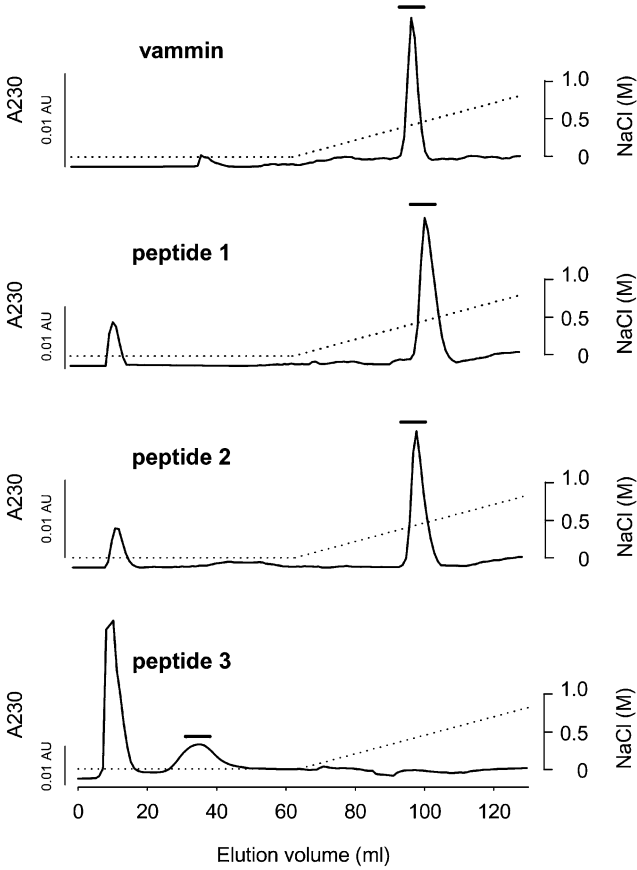 vammin
A230
0.01 AU
1.0
0.5
0
NaCl (M)
peptide 1
A230
0.01 AU
1.0
0.5
0
NaCl (M)
peptide 2
A230
0.01 AU
1.0
0.5
0
NaCl (M)
peptide 3
A230
0.01 AU
1.0
0.5
0
NaCl (M)
0 20 40 60 80 100 120
Elution volume (ml)